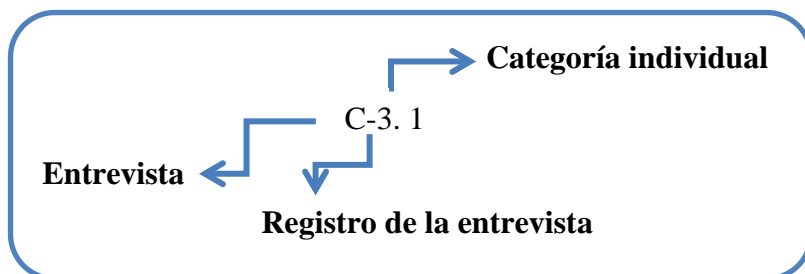 Categoría individual
C-3. 1
Entrevista
Registro de la entrevista